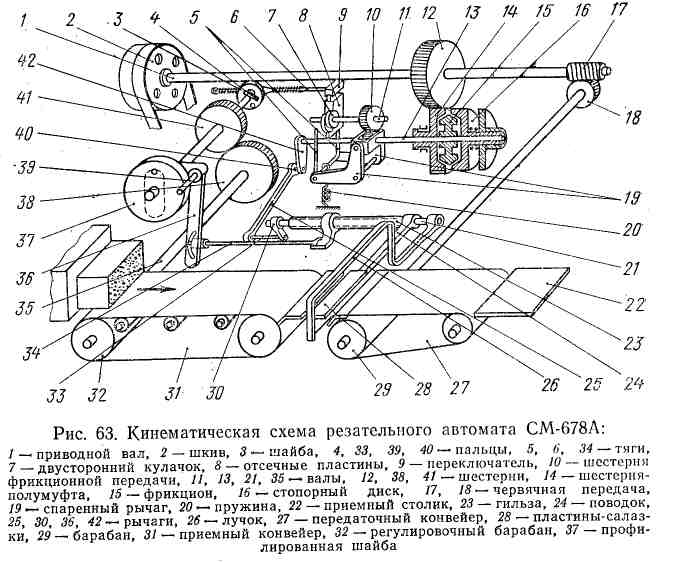 1 2 3 4 5 6 7 8 9 10 11 12 13 14 15 16 17
42
41
40
39
38
37
36
35
34
33
32
31
30
29
28
27
26
25
24
23
22
21
20
19
18
Рис. 63. Кинематическая схема резательного автомата СМ-678А:
1 — приводной вал, 2 — шкив, 3 — шайба, 4, 33, 39, 40 — пальцы, 5, 6, 34 — тяги,
7 — двусторонний кулачок, 8 — отсечные пластины, 9 — переключатель, 10 — шестерня
фрикционной передачи, 11, 13, 21, 35 — валы, 12, 38, 41 — шестерни, 14 — шестерня-
полумуфта, 15 — фрикцион, 16 — стопорный диск, 17, 18 — червячная передача,
19 — спаренный рычаг, 20 — пружина, 22 — приемный столик, 23 — гильза, 24 — поводок,
25, 30, 36, 42 — рычаги, 26 — лучок, 27 — передаточный конвейер, 28 — пластины-салаз-
ки, 29 — барабан, 31 — приемный конвейер, 32 — регулировочный барабан, 37 — профи-
лированная шайба